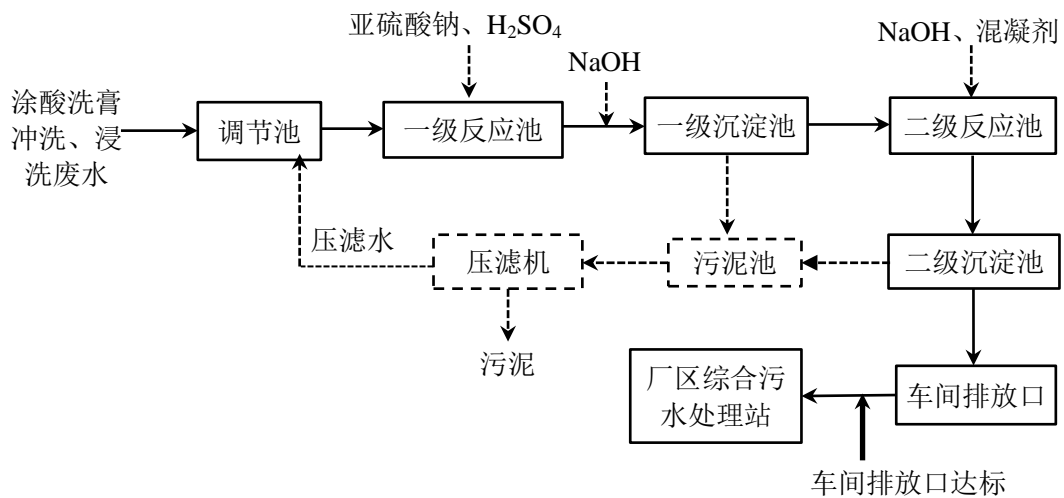 亚硫酸钠、H₂SO₄
NaOH
NaOH、混凝剂
涂酸洗膏
冲洗、浸
洗废水
调节池
一级反应池
一级沉淀池
二级反应池
压滤水
压滤机
污泥池
二级沉淀池
污泥
厂区综合污
水处理站
车间排放口
车间排放口达标